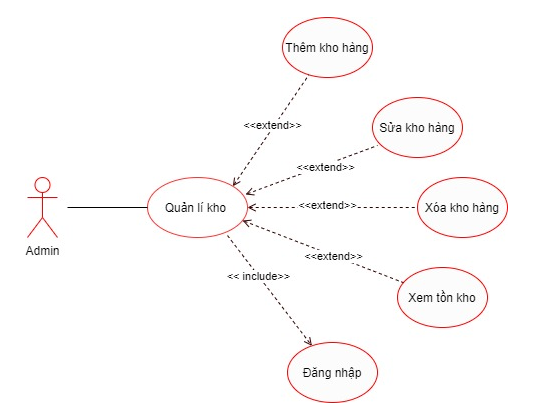 Thêm kho hàng
<<extend>>
Sửa kho hàng
<<extend>>
Quản lí kho
<<extend>>
Xóa kho hàng
Admin
<<extend>>
<< include>>
Xem tồn kho
Đăng nhập